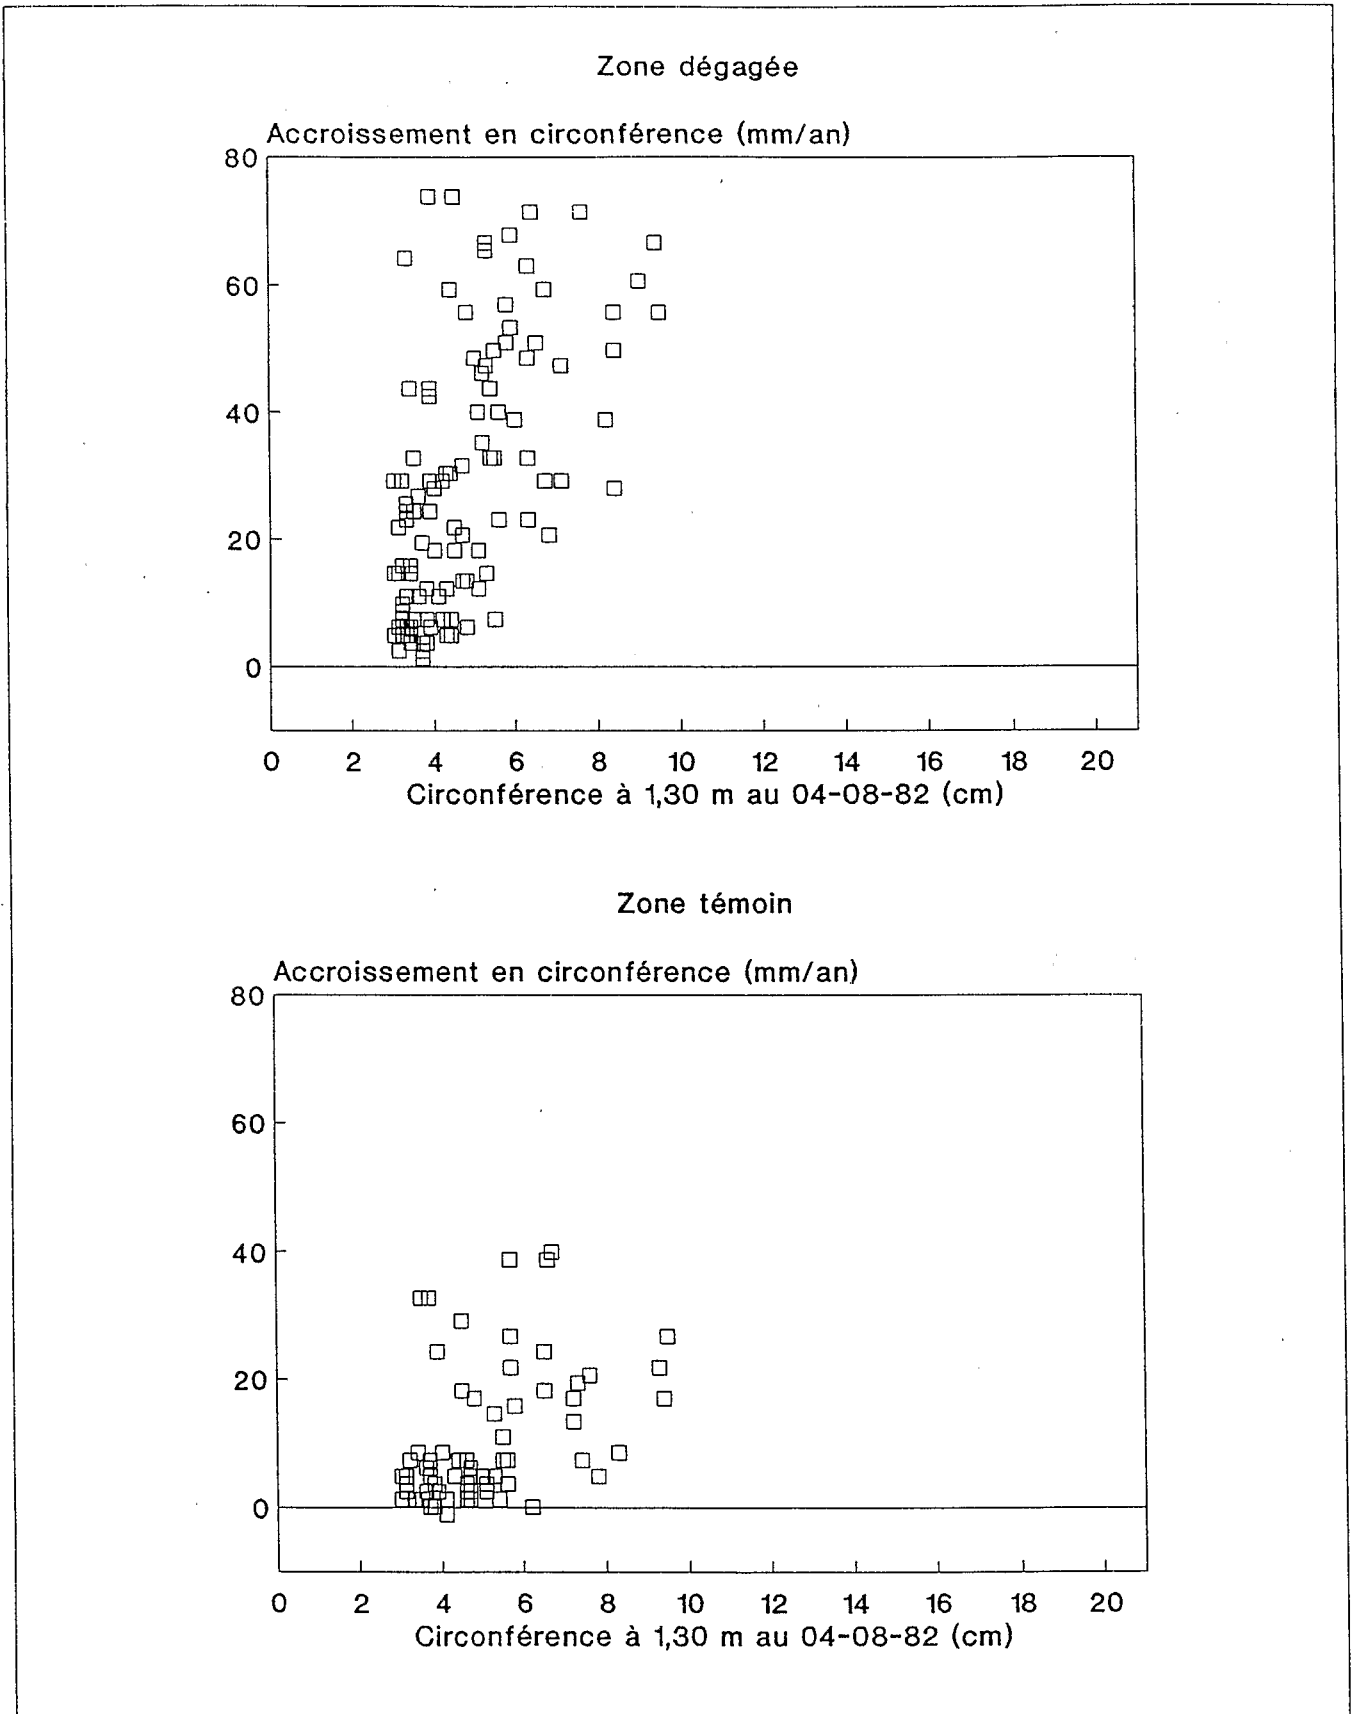 Zone dégagée
Accroissement en circonférence (mm/an)
80
60
40
20
0
0 2 4 6 8 10 12 14 16 18 20
Circonférence à 1,30 m au 04-08-82 (cm)
Zone témoin
Accroissement en circonférence (mm/an)
80
60
40
20
0
0 2 4 6 8 10 12 14 16 18 20
Circonférence à 1,30 m au 04-08-82 (cm)